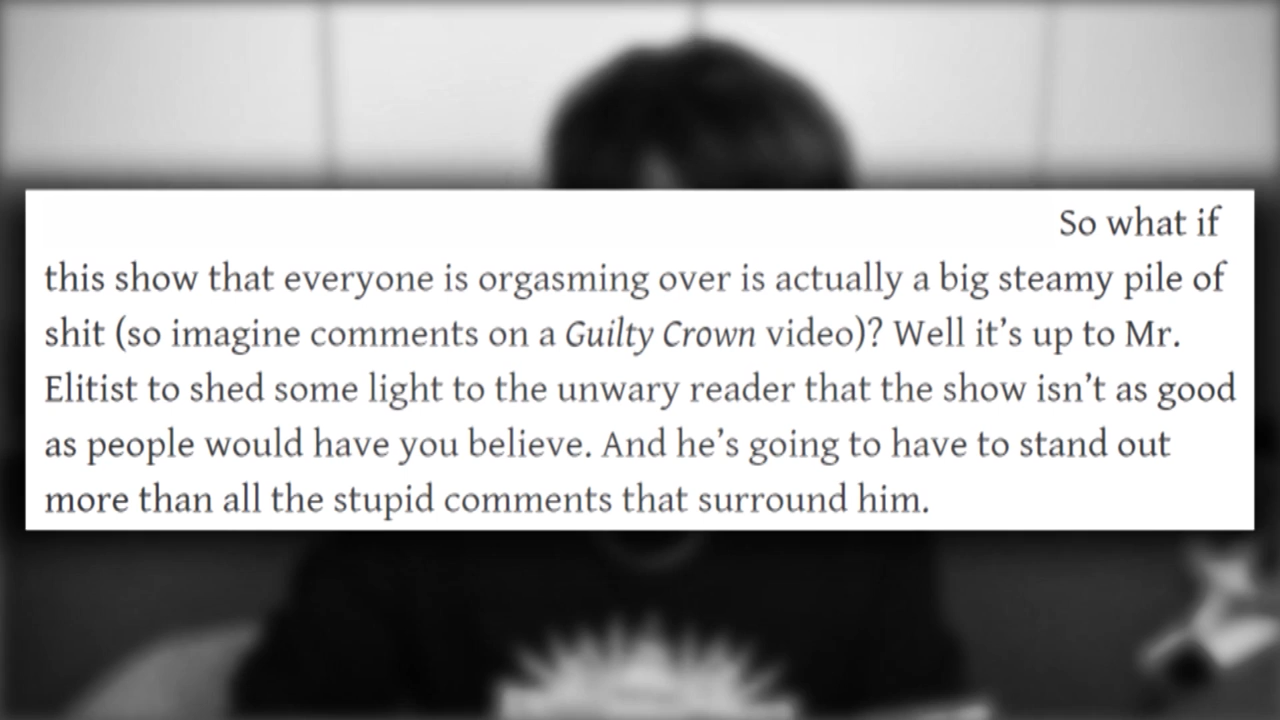 So what if
this show that everyone is orgasming over is actually a big steamy pile of
shit (so imagine comments on a Guilty Crown video)? Well it’s up to Mr.
Elitist to shed some light to the unwary reader that the show isn’t as good
as people would have you believe. And he’s going to have to stand out
more than all the stupid comments that surround him.